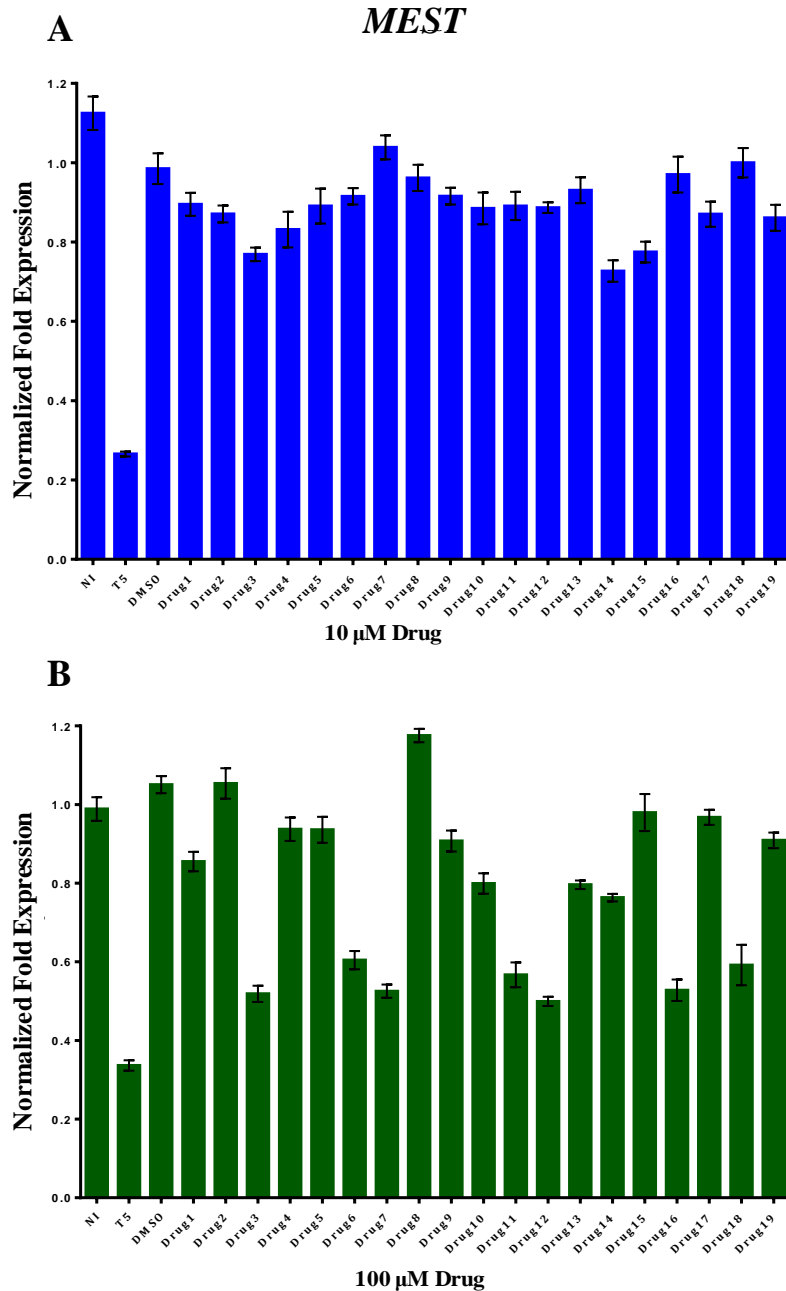 MEST
A
Normalized Fold Expression
1.2
1.0
0.8
0.6
0.4
0.2
0.0
NI
T5
DMSO
Drug1
Drug2
Drug3
Drug4
Drug5
Drug6
Drug7
Drug8
Drug9
Drug10
Drug11
Drug12
Drug13
Drug14
Drug15
Drug16
Drug17
Drug18
Drug19
10 µM Drug
B
Normalized Fold Expression
1.2
1.0
0.8
0.6
0.4
0.2
0.0
NI
T5
DMSO
Drug1
Drug2
Drug3
Drug4
Drug5
Drug6
Drug7
Drug8
Drug9
Drug10
Drug11
Drug12
Drug13
Drug14
Drug15
Drug16
Drug17
Drug18
Drug19
100 µM Drug